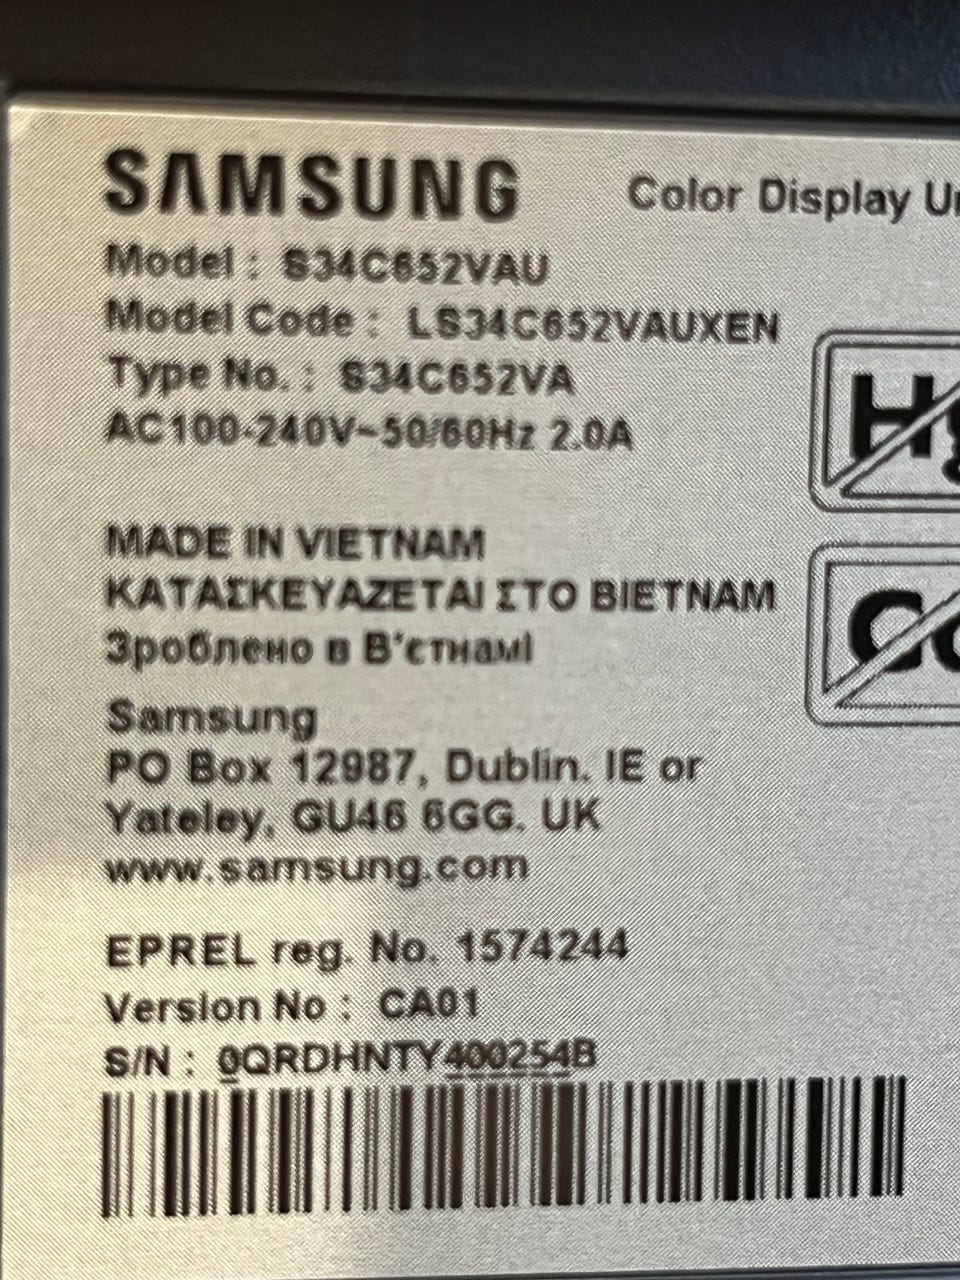 SAMSUNG Color Display Un
Model : S34C652VAU
Model Code : LS34C652VAUXEN
Type No. : S34C652VA
AC100-240V~50/60Hz 2.0A
Hg
MADE IN VIETNAM
ΚΑΤΑΣΚΕΥΑΖΕΤΑΙ ΣΤΟ ΒΙΕΤΝΑΜ
Зроблено в В'єтнамі
Samsung
PO Box 12987, Dublin. IE or
Yateley, GU46 6GG. UK
www.samsung.com
EPREL reg. No. 1574244
Version No : CA01
S/N : 0QRDHNTY400254B